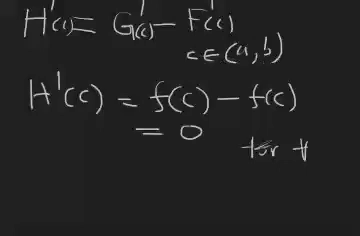 H'(c) = G'(c) - F'(c)
c ∈ (a, b)
H'(c) = f(c) - f(c)
= 0
for +